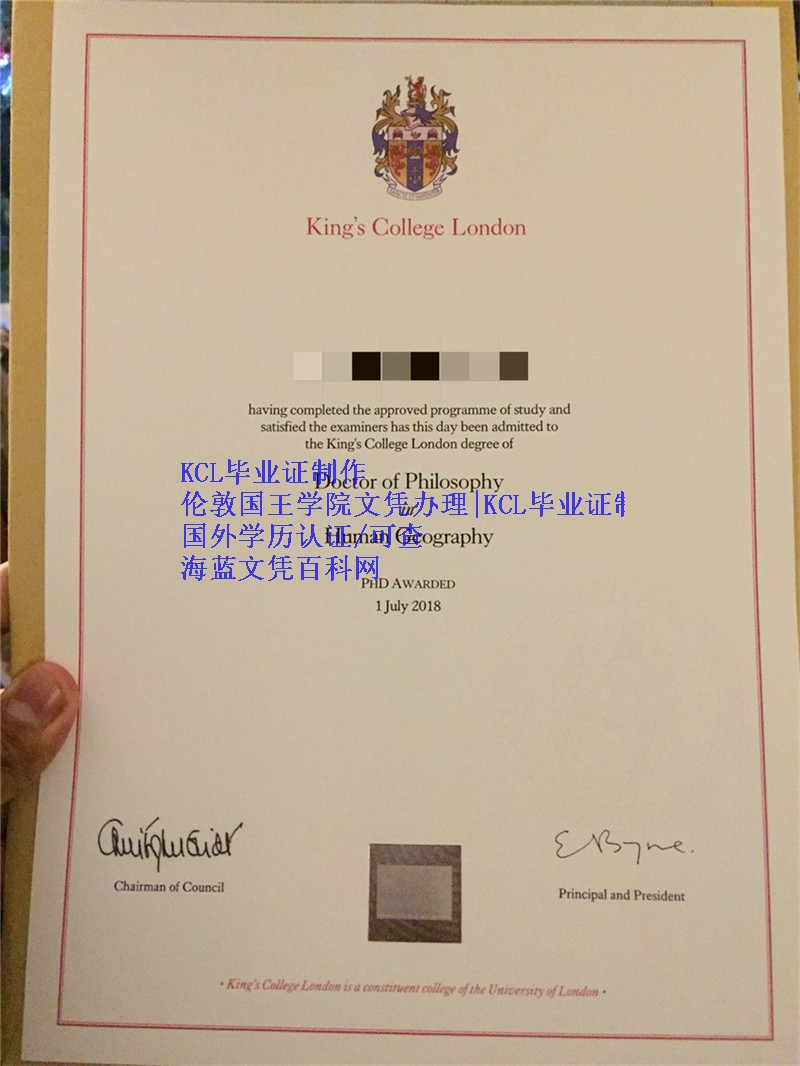 King's College London
having completed the approved programme of study and
satisfied the examiners has this day been admitted to
the King's College London degree of
KCL毕业证制作
Doctor of Philosophy
伦敦国王学院文凭办理|KCL毕业证制
in
国外学历认证/可查
Human Geography
海蓝文凭百科网
PHD AWARDED
1 July 2018
Chairman of Council
Principal and President
· King's College London is a constituent college of the University of London ·